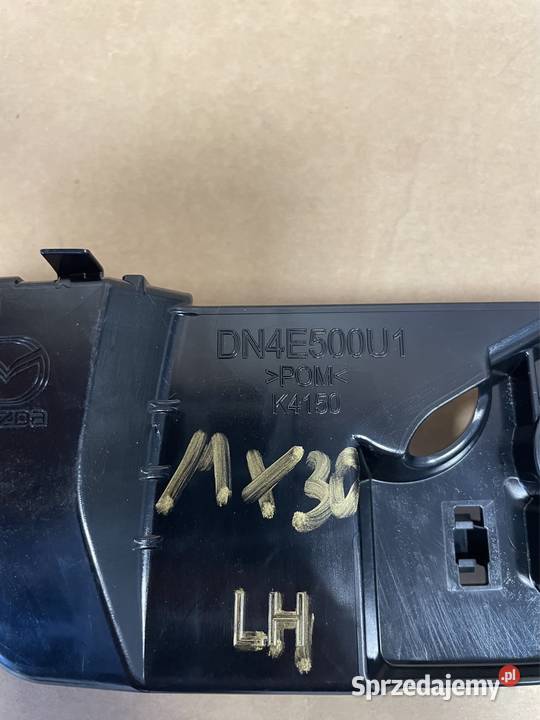 DN4E500U1
>POM<
K4150
MAZDA
MX30
LH
Sprzedajemy.pl